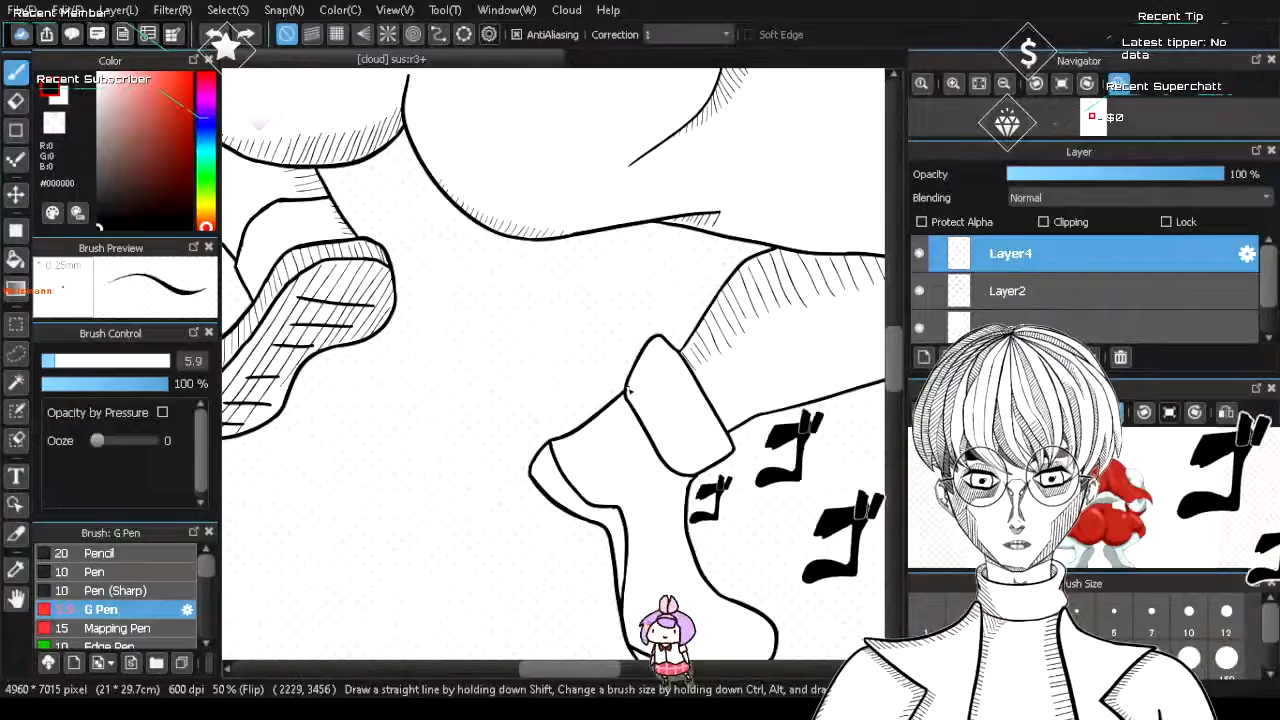 File(F) Edit(E) Layer(L) Filter(R) Select(S) Snap(N) Color(C) View(V) Tool(T) Window(W) Cloud Help
Recent Member
Recent Tip
Latest tipper: No data
AntiAliasing Correction 1 Soft Edge
Color
[cloud] sus:r3+
Navigator
Recent Subscriber
Recent Superchatt
- $0
R:0
G:0
B:0
#000000
Layer
Opacity 100 %
Blending Normal
Protect Alpha Clipping Lock
Layer4
Layer2
Brush Preview
* 0.25mm
Brush Control
5.9
100 %
Opacity by Pressure
Ooze 0
Brush: G Pen
20 Pencil
10 Pen
10 Pen (Sharp)
5.9 G Pen
15 Mapping Pen
10 Edge Pen
ゴ
ゴ
ゴ
ゴ
Brush Size
5 7 10 12
4960 * 7015 pixel (21 * 29.7cm) 600 dpi 50 % (Flip) ( 2229, 3456 ) Draw a straight line by holding down Shift, Change a brush size by holding down Ctrl, Alt, and dra